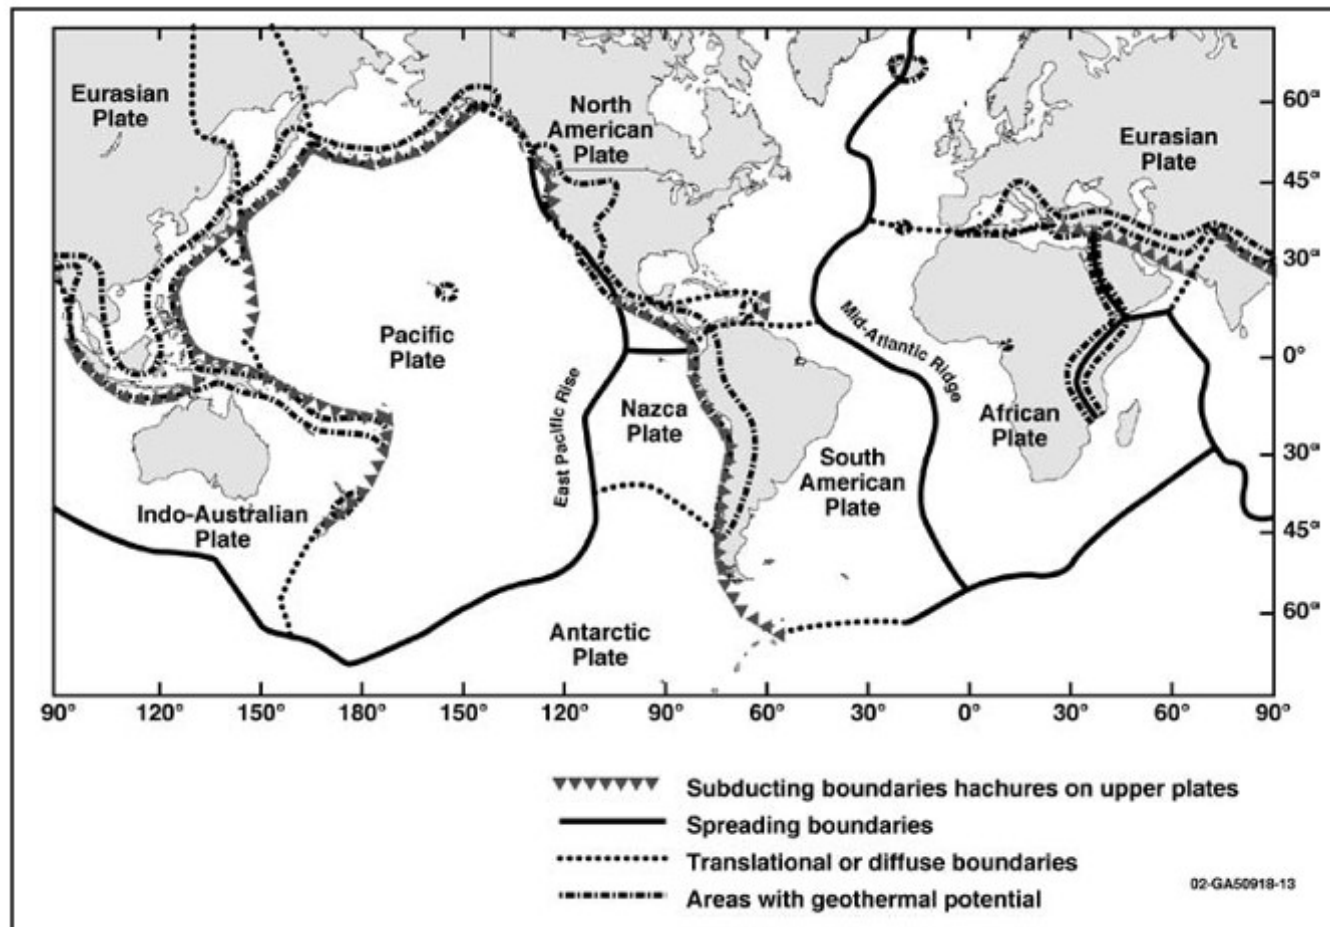 Eurasian
Plate
North
American
Plate
Eurasian
Plate
60°
45°
30°
0°
30°
45°
60°
Pacific
Plate
East Pacific Rise
Nazca
Plate
Mid-Atlantic Ridge
African
Plate
South
American
Plate
Indo-Australian
Plate
Antarctic
Plate
90°
120°
150°
180°
150°
120°
90°
60°
30°
0°
30°
60°
90°
Subducting boundaries hachures on upper plates
Spreading boundaries
Translational or diffuse boundaries
Areas with geothermal potential
02-GA50918-13